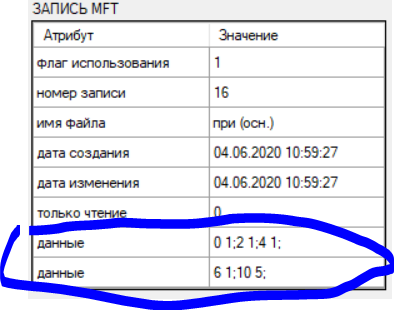 ЗАПИСЬ MFT
Атрибут Значение
флаг использования 1
номер записи 16
имя файла при (осн.)
дата создания 04.06.2020 10:59:27
дата изменения 04.06.2020 10:59:27
только чтение 0
данные 0 1;2 1;4 1;
данные 6 1;10 5;